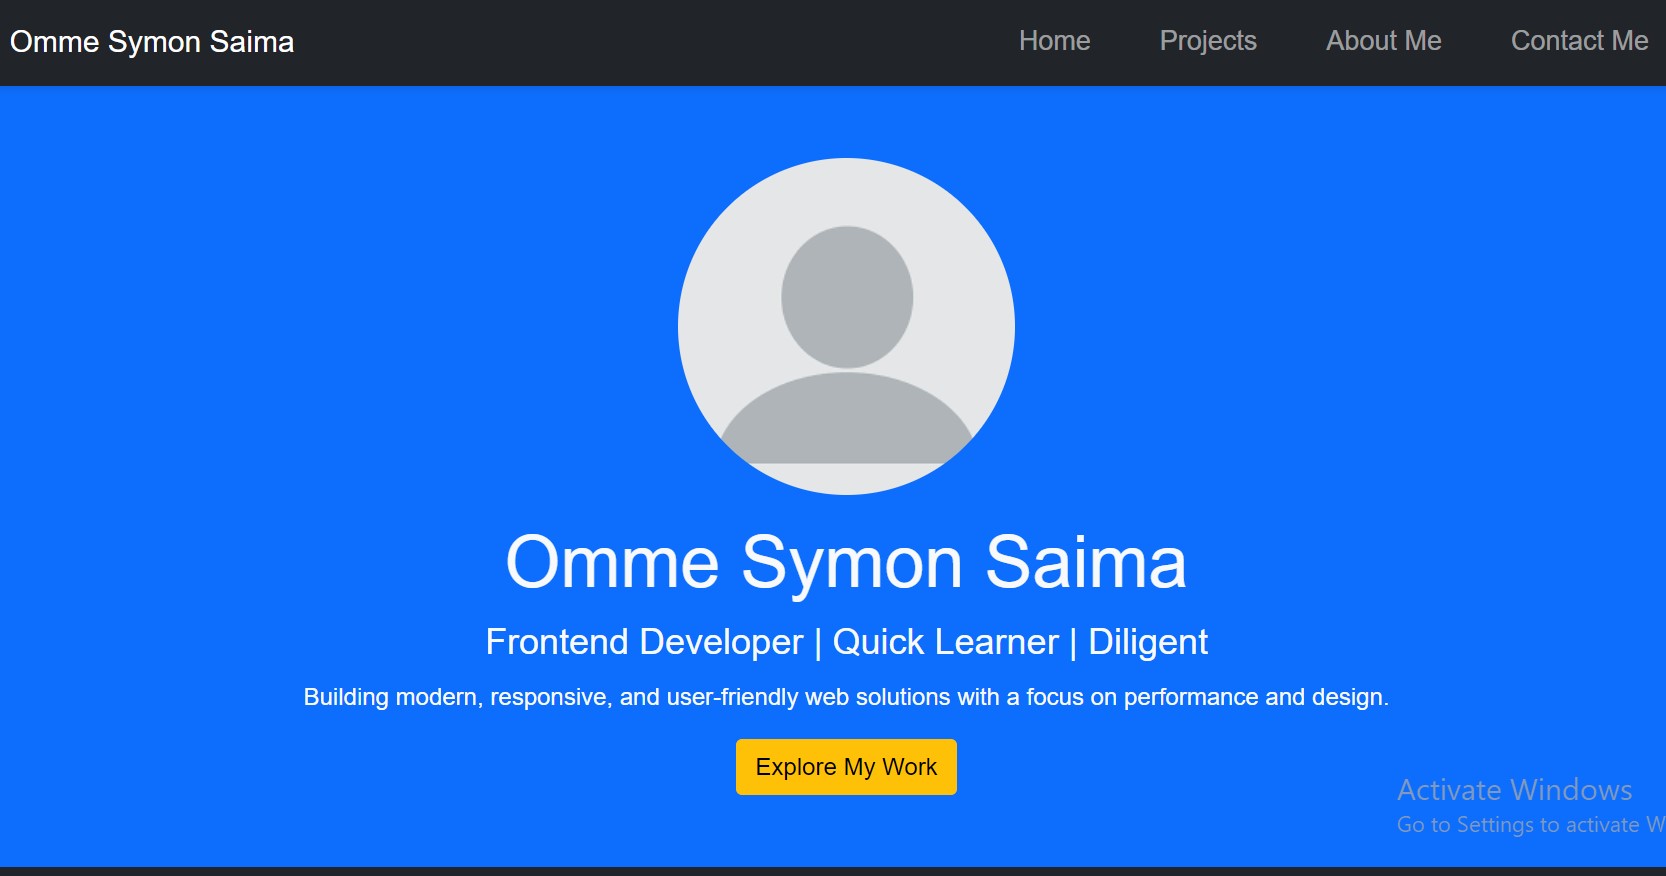 Omme Symon Saima
Home
Projects
About Me
Contact Me
Omme Symon Saima
Frontend Developer | Quick Learner | Diligent
Building modern, responsive, and user-friendly web solutions with a focus on performance and design.
Explore My Work
Activate Windows
Go to Settings to activate W